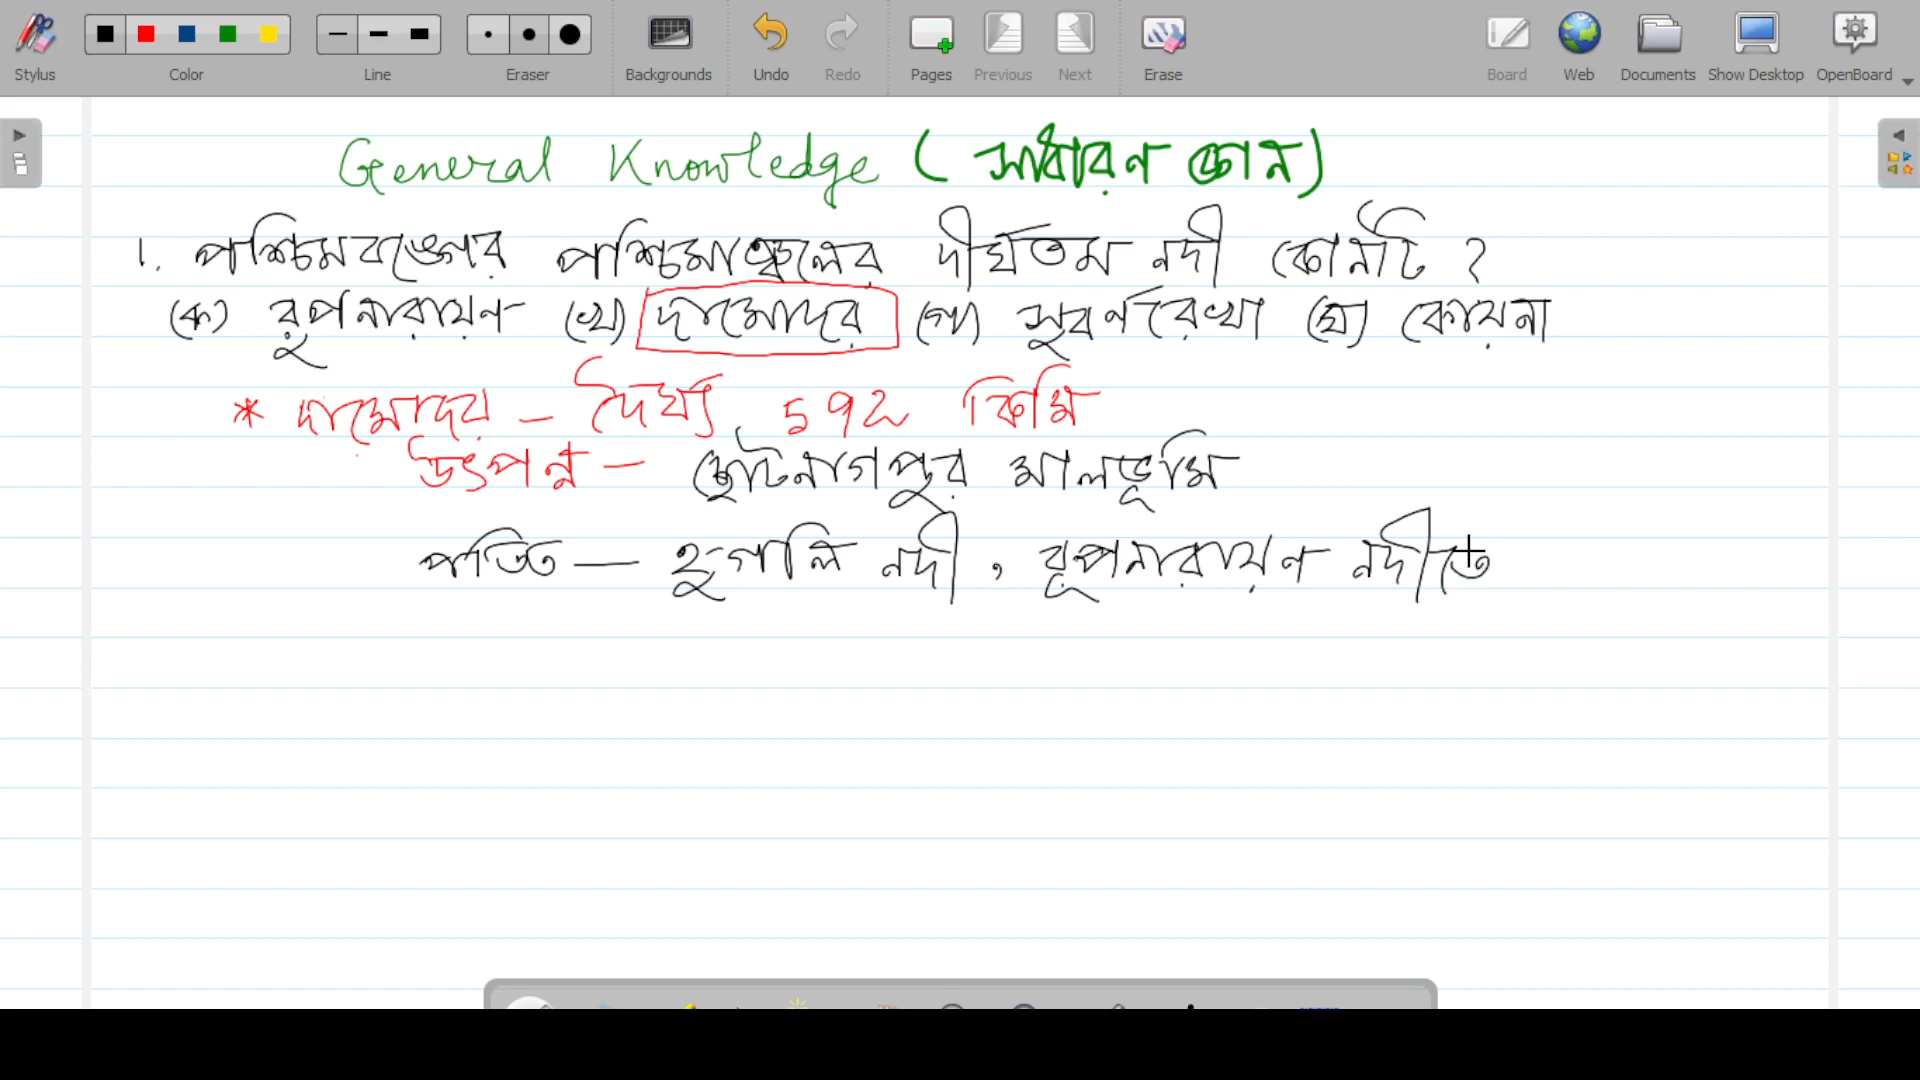 Stylus Color Line Eraser Backgrounds Undo Redo Pages Previous Next Erase Board Web Documents Show Desktop OpenBoard
General Knowledge (সাধারণ জ্ঞান)
১. পশ্চিমবঙ্গের পশ্চিমাঞ্চলের দীর্ঘতম নদী কোনটি ?
(ক) রূপনারায়ণ (খ) দামোদর (গ) সুবর্ণরেখা (ঘ) কোয়না
* দামোদর – দৈর্ঘ্য 592 কিমি
উৎপন্ন – ছোটনাগপুর মালভূমি
পতিত — হুগলি নদী , রূপনারায়ণ নদীতে